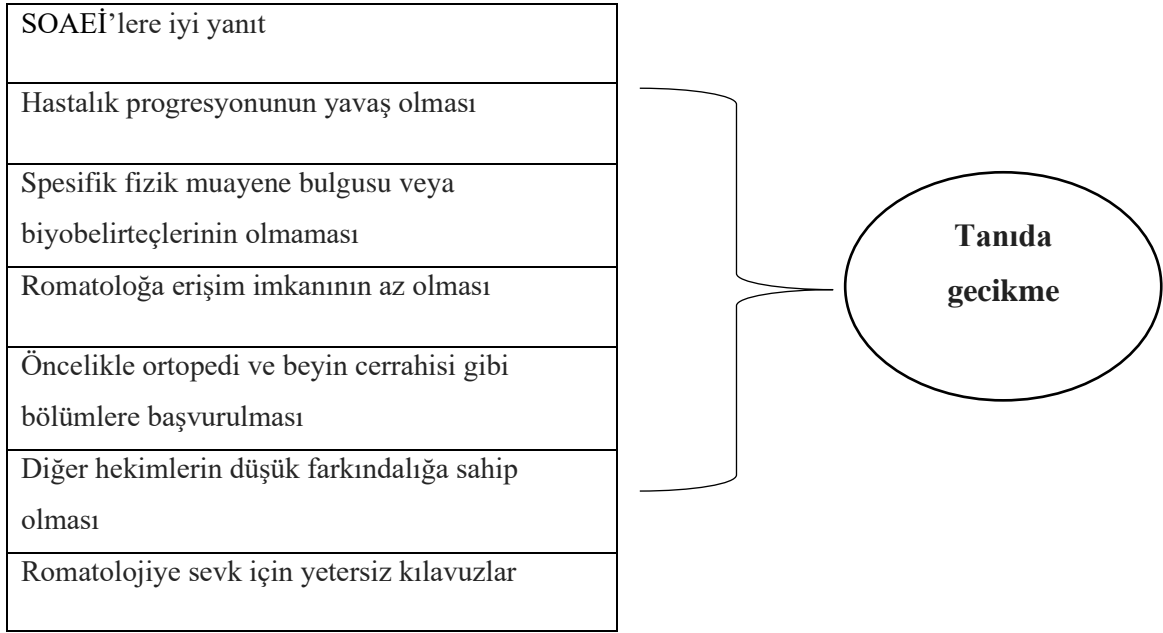 SOAEİ’lere iyi yanıt
Hastalık progresyonunun yavaş olması
Spesifik fizik muayene bulgusu veya
biyobelirteçlerinin olmaması
Romatoloğa erişim imkanının az olması
Öncelikle ortopedi ve beyin cerrahisi gibi
bölümlere başvurulması
Diğer hekimlerin düşük farkındalığa sahip
olması
Romatolojiye sevk için yetersiz kılavuzlar
Tanıda
gecikme